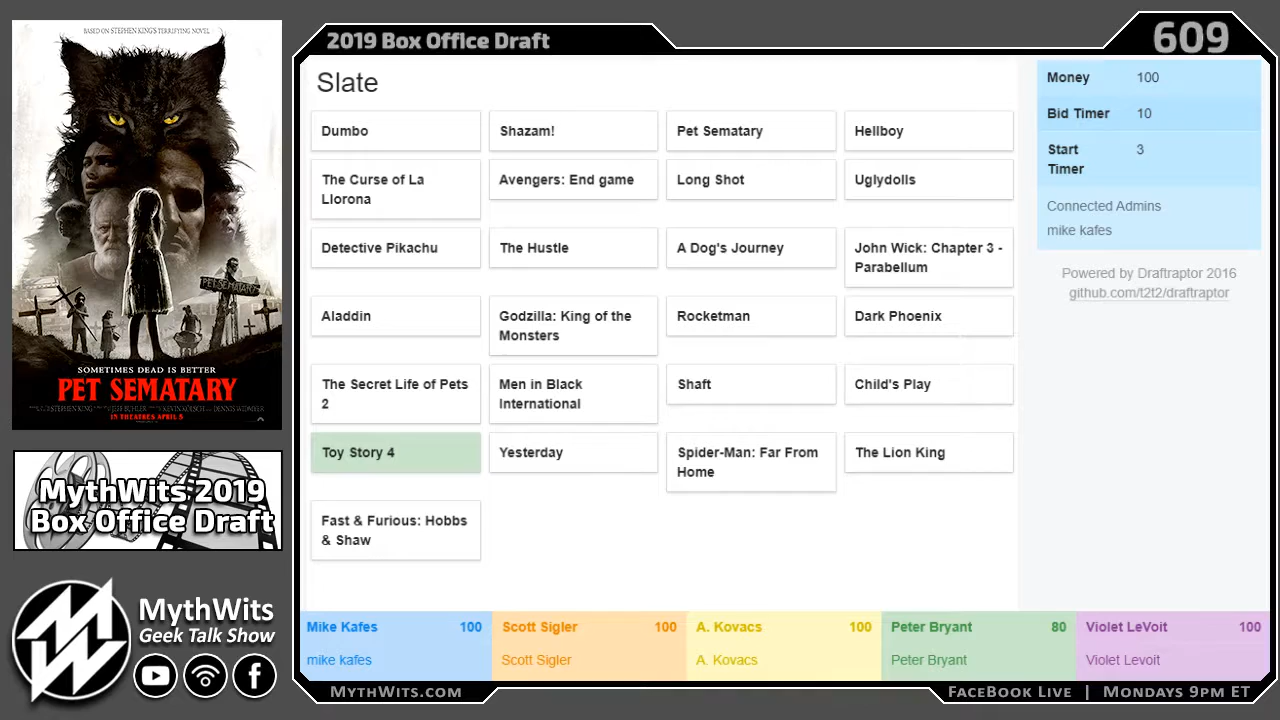 BASED ON STEPHEN KING'S TERRIFYING NOVEL
PET SEMATARY
SOMETIMES DEAD IS BETTER
PET SEMATARY
IN THEATRES APRIL 5
MythWits 2019
Box Office Draft
MythWits
Geek Talk Show
2019 Box Office Draft
609
Slate
Dumbo
Shazam!
Pet Sematary
Hellboy
The Curse of La
Llorona
Avengers: End game
Long Shot
Uglydolls
Detective Pikachu
The Hustle
A Dog's Journey
John Wick: Chapter 3 -
Parabellum
Aladdin
Godzilla: King of the
Monsters
Rocketman
Dark Phoenix
The Secret Life of Pets
2
Men in Black
International
Shaft
Child's Play
Toy Story 4
Yesterday
Spider-Man: Far From
Home
The Lion King
Fast & Furious: Hobbs
& Shaw
Money 100
Bid Timer 10
Start 3
Timer
Connected Admins
mike kafes
Powered by Draftraptor 2016
github.com/t2t2/draftraptor
Mike Kafes 100
mike kafes
Scott Sigler 100
Scott Sigler
A. Kovacs 100
A. Kovacs
Peter Bryant 80
Peter Bryant
Violet LeVoit 100
Violet Levoit
MythWits.com
FaceBook Live | Mondays 9pm ET